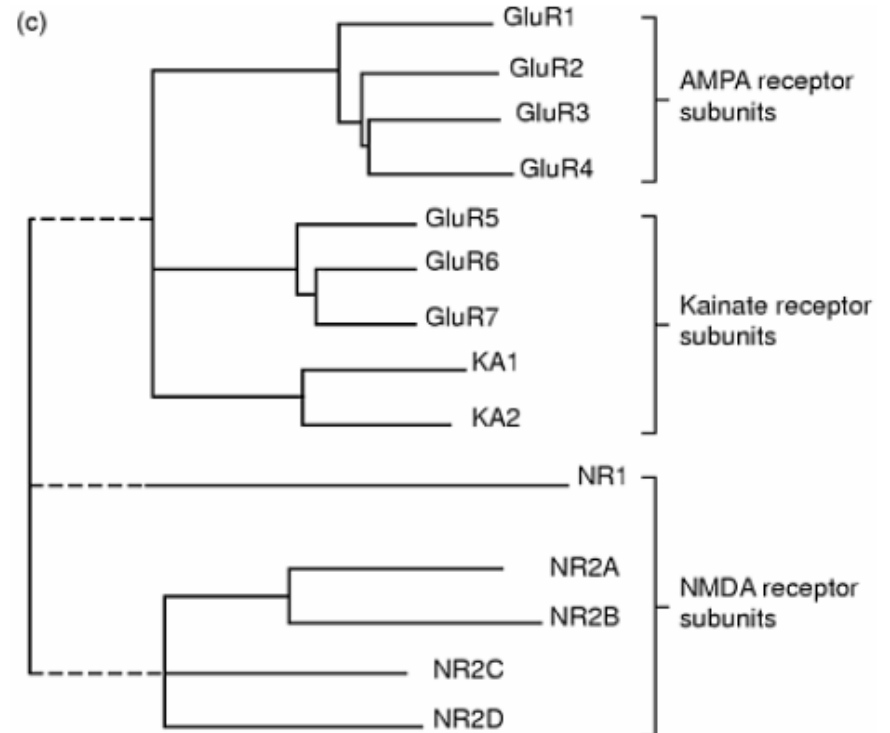 (c)
GluR1
GluR2
GluR3
GluR4
AMPA receptor
subunits
GluR5
GluR6
GluR7
KA1
KA2
Kainate receptor
subunits
NR1
NR2A
NR2B
NR2C
NR2D
NMDA receptor
subunits